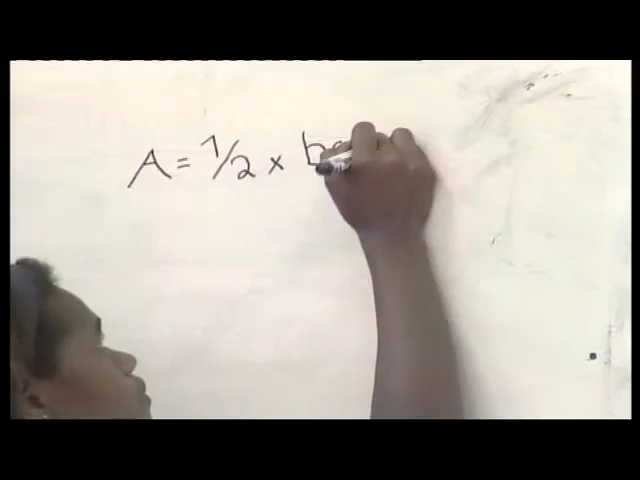 A = 1/2 x b